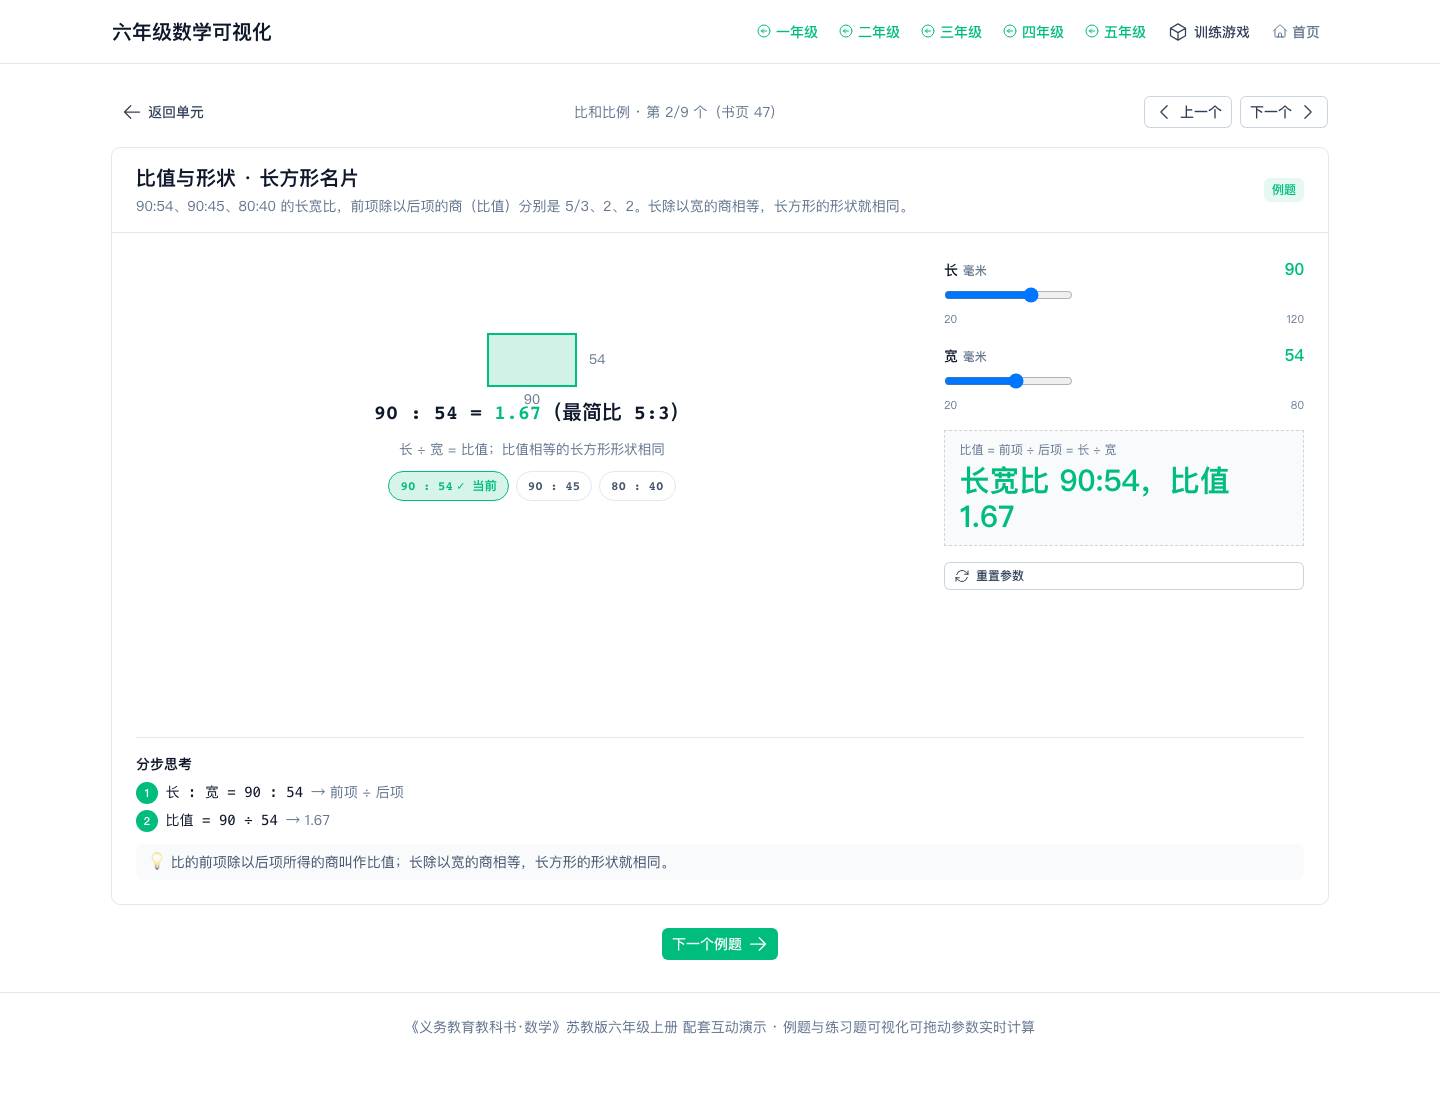 六年级数学可视化
一年级 二年级 三年级 四年级 五年级 训练游戏 首页
返回单元
比和比例 · 第 2/9 个（书页 47）
上一个 下一个
比值与形状 · 长方形名片
例题
90:54、90:45、80:40 的长宽比，前项除以后项的商（比值）分别是 5/3、2、2。长除以宽的商相等，长方形的形状就相同。
54
90
90 : 54 = 1.67（最简比 5:3）
长 ÷ 宽 = 比值；比值相等的长方形形状相同
90 : 54 ✓ 当前 90 : 45 80 : 40
长 毫米 90
20 120
宽 毫米 54
20 80
比值 = 前项 ÷ 后项 = 长 ÷ 宽
长宽比 90:54，比值
1.67
重置参数
分步思考
1 长 : 宽 = 90 : 54 → 前项 ÷ 后项
2 比值 = 90 ÷ 54 → 1.67
💡 比的前项除以后项所得的商叫作比值；长除以宽的商相等，长方形的形状就相同。
下一个例题 →
《义务教育教科书·数学》苏教版六年级上册 配套互动演示 · 例题与练习题可视化可拖动参数实时计算